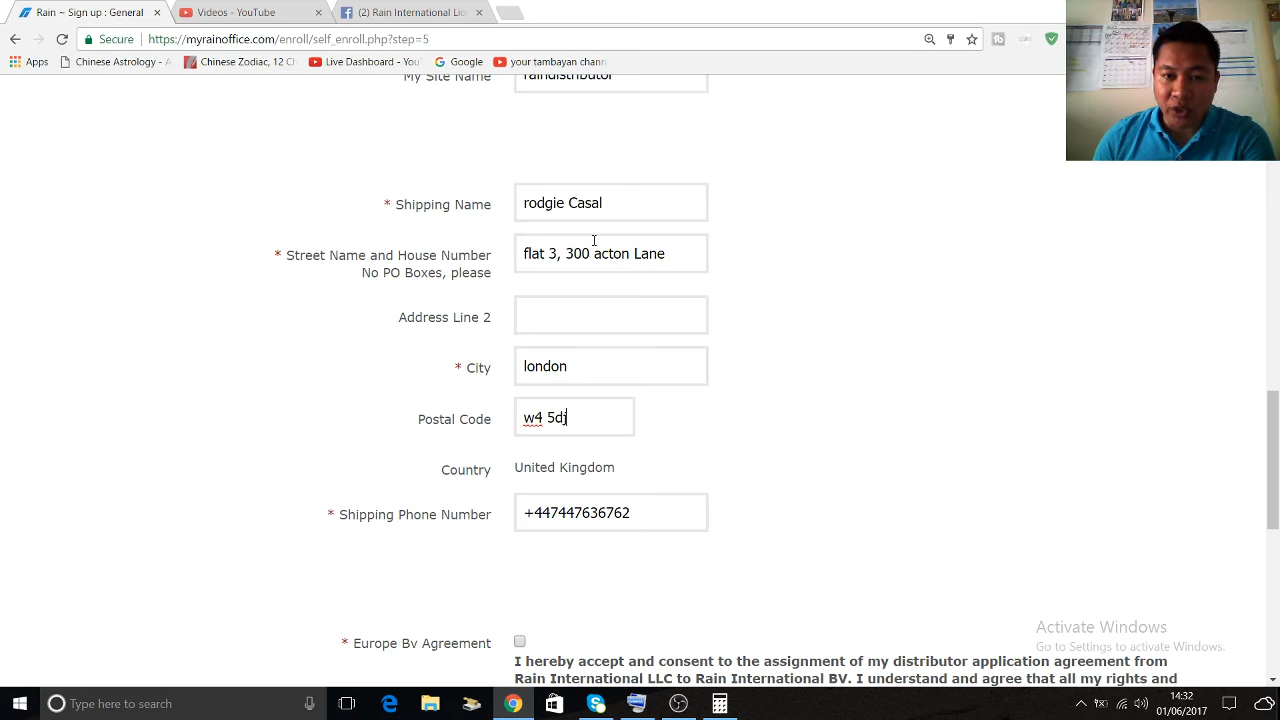 Rain ~ Sign up : General
Videos - YouTube
(2) Rain International Lic
Secure
https://myrainoffice.com/enroll/self_enroll.php?step=5
Apps
Chinese Astrology - A
Chinese Zodiac, 12 Ch
Live Dashboard - You
Google
your tambayan chann
My Site Name
raindistributor
* Shipping Name
rodgie Casal
* Street Name and House Number
No PO Boxes, please
flat 3, 300 acton Lane
Address Line 2
* City
london
Postal Code
w4 5dj
Country
United Kingdom
* Shipping Phone Number
+447447636762
* Europe Bv Agreement
I hereby accept and consent to the assignment of my distributor application agreement from
Rain International LLC to Rain International BV. I understand and agree that all my rights and
Activate Windows
Go to Settings to activate Windows.
Type here to search
14:32
01/06/2017